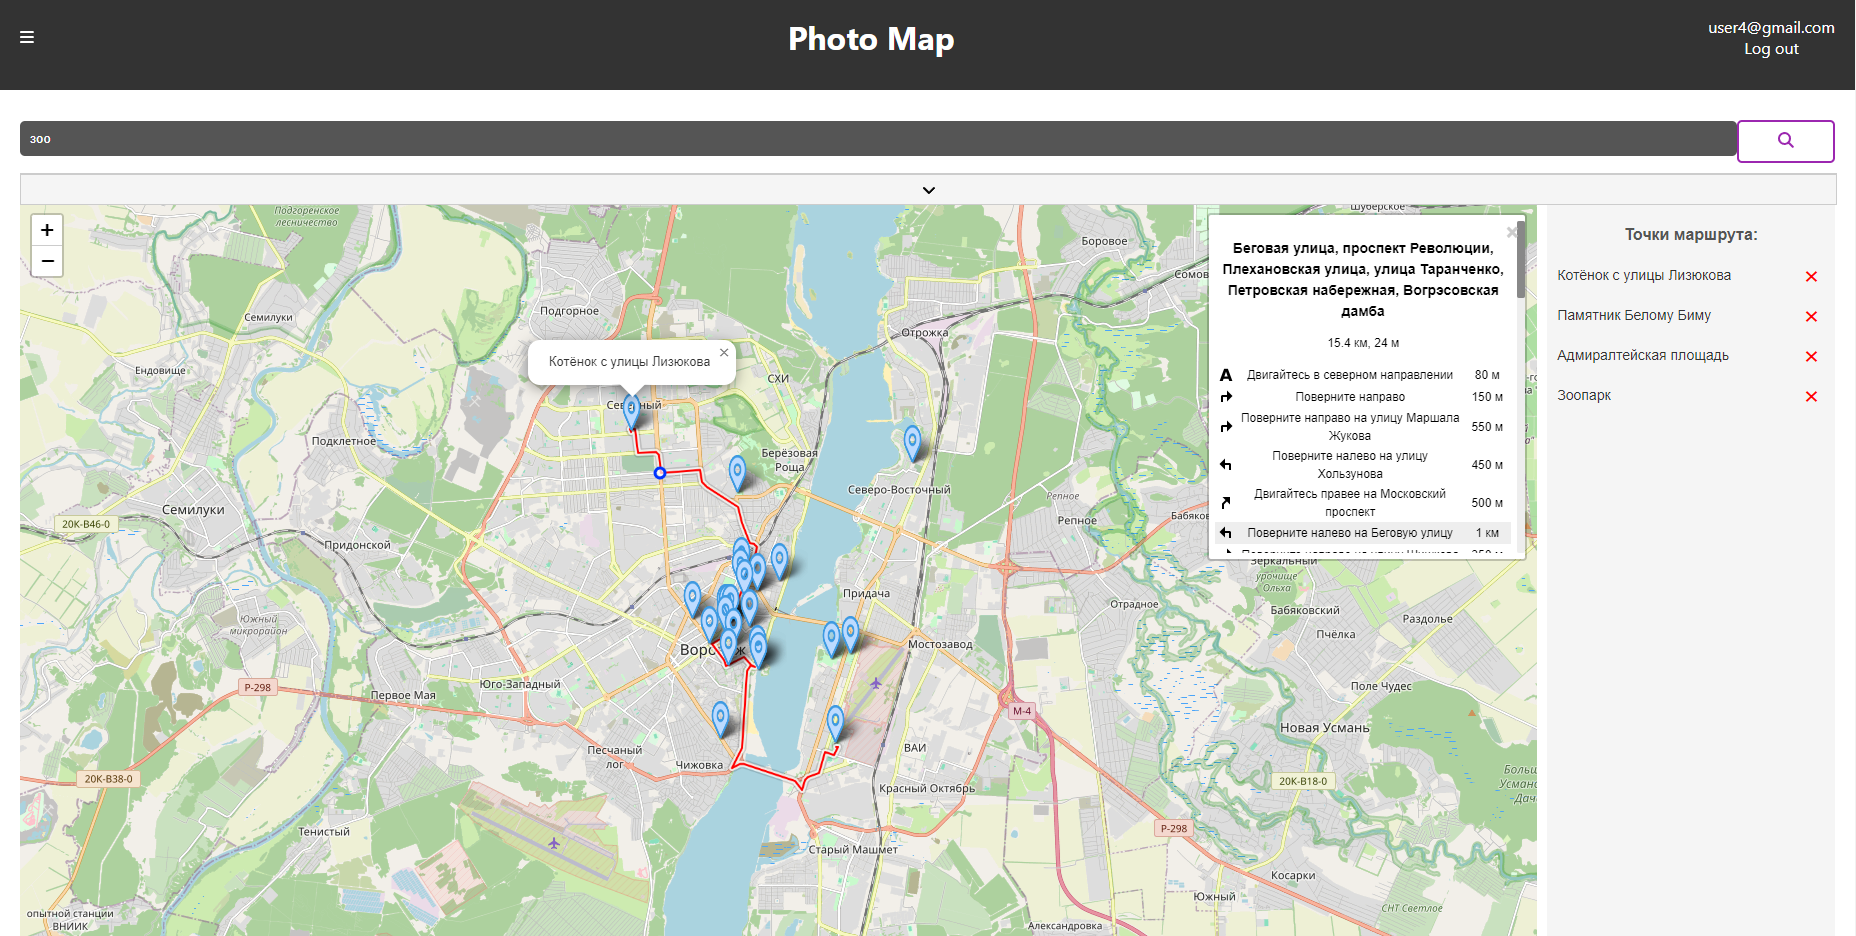 Photo Map
user4@gmail.com
Log out
зоо
+
−
Подгоренское
лесничество
Семилуки
Подгорное
Ендовище
Подклетное
Семилуки
20К-В46-0
Придонской
Котёнок с улицы Лизюкова
×
СХИ
Северный
Берёзовая
Роща
Боровое
Отрожка
Северо-Восточный
Репное
Репное
Шуберское
Придача
Отрадное
Зеркальный
урочище
Ольха
Бабяковский
Пчёлка
Раздолье
Мостозавод
Южный
микрорайон
Юго-Западный
Первое Мая
Р-298
Песчаный
лог
Чижовка
20К-В38-0
Тенистый
опытной станции
ВНИИК
М-4
ВАИ
Красный Октябрь
Старый Машмет
Поле Чудес
Новая Усмань
20К-В18-0
Р-298
Косарки
Южный
СНТ Светлое
Александровка
×
Беговая улица, проспект Революции,
Плехановская улица, улица Таранченко,
Петровская набережная, Вогрэсовская
дамба
15.4 км, 24 м
A Двигайтесь в северном направлении 80 м
Поверните направо 150 м
Поверните направо на улицу Маршала
Жукова 550 м
Поверните налево на улицу
Хользунова 450 м
Двигайтесь правее на Московский
проспект 500 м
Поверните налево на Беговую улицу 1 км
Точки маршрута:
Котёнок с улицы Лизюкова
Памятник Белому Биму
Адмиралтейская площадь
Зоопарк